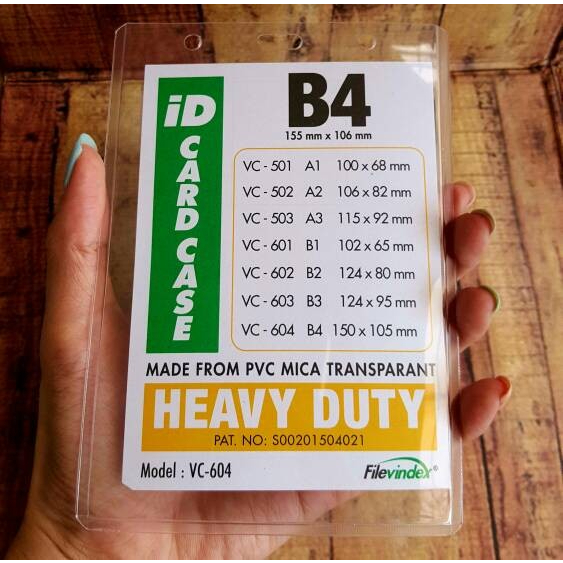 iD CARD CASE
B4
155 mm x 106 mm
VC - 501 A1 100 x 68 mm
VC - 502 A2 106 x 82 mm
VC - 503 A3 115 x 92 mm
VC - 601 B1 102 x 65 mm
VC - 602 B2 124 x 80 mm
VC - 603 B3 124 x 95 mm
VC - 604 B4 150 x 105 mm
MADE FROM PVC MICA TRANSPARANT
HEAVY DUTY
PAT. NO: S00201504021
Model : VC-604
Filevindex®